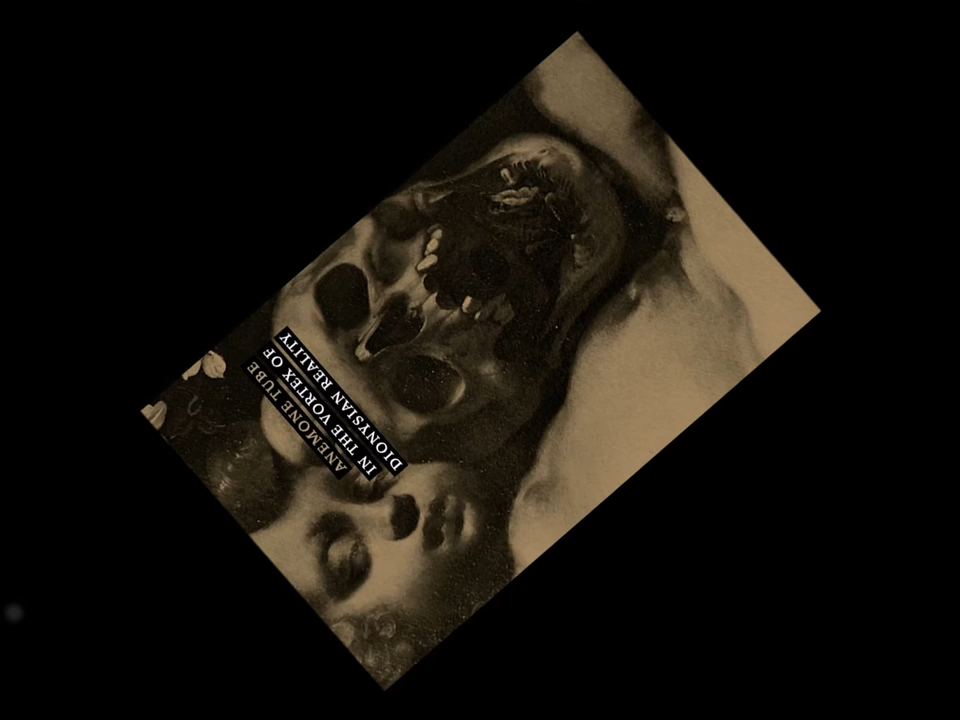 ANEMONE TUBE
IN THE VORTEX OF
DIONYSIAN REALITY